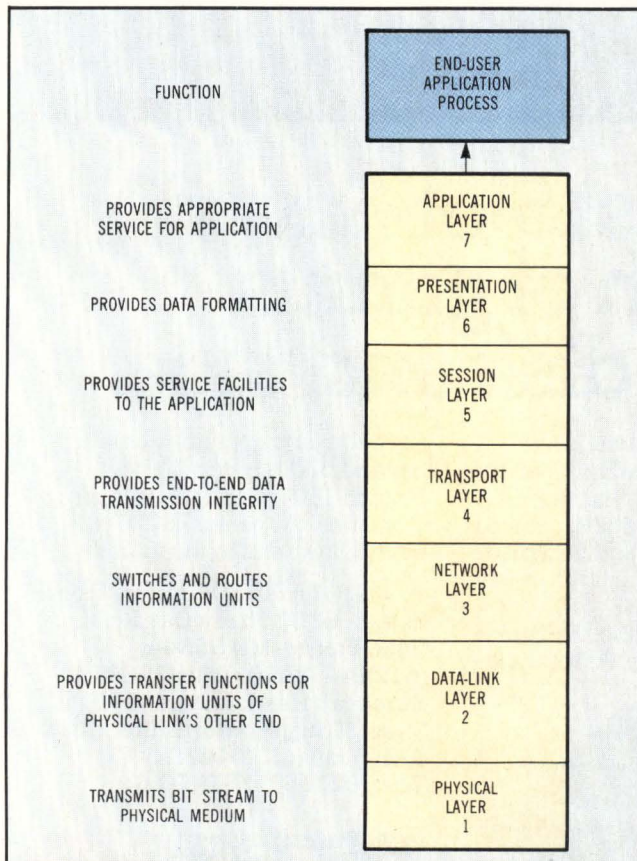 FUNCTION
END-USER
APPLICATION
PROCESS
PROVIDES APPROPRIATE
SERVICE FOR APPLICATION
APPLICATION
LAYER
7
PROVIDES DATA FORMATTING
PRESENTATION
LAYER
6
PROVIDES SERVICE FACILITIES
TO THE APPLICATION
SESSION
LAYER
5
PROVIDES END-TO-END DATA
TRANSMISSION INTEGRITY
TRANSPORT
LAYER
4
SWITCHES AND ROUTES
INFORMATION UNITS
NETWORK
LAYER
3
PROVIDES TRANSFER FUNCTIONS FOR
INFORMATION UNITS OF
PHYSICAL LINK'S OTHER END
DATA-LINK
LAYER
2
TRANSMITS BIT STREAM TO
PHYSICAL MEDIUM
PHYSICAL
LAYER
1